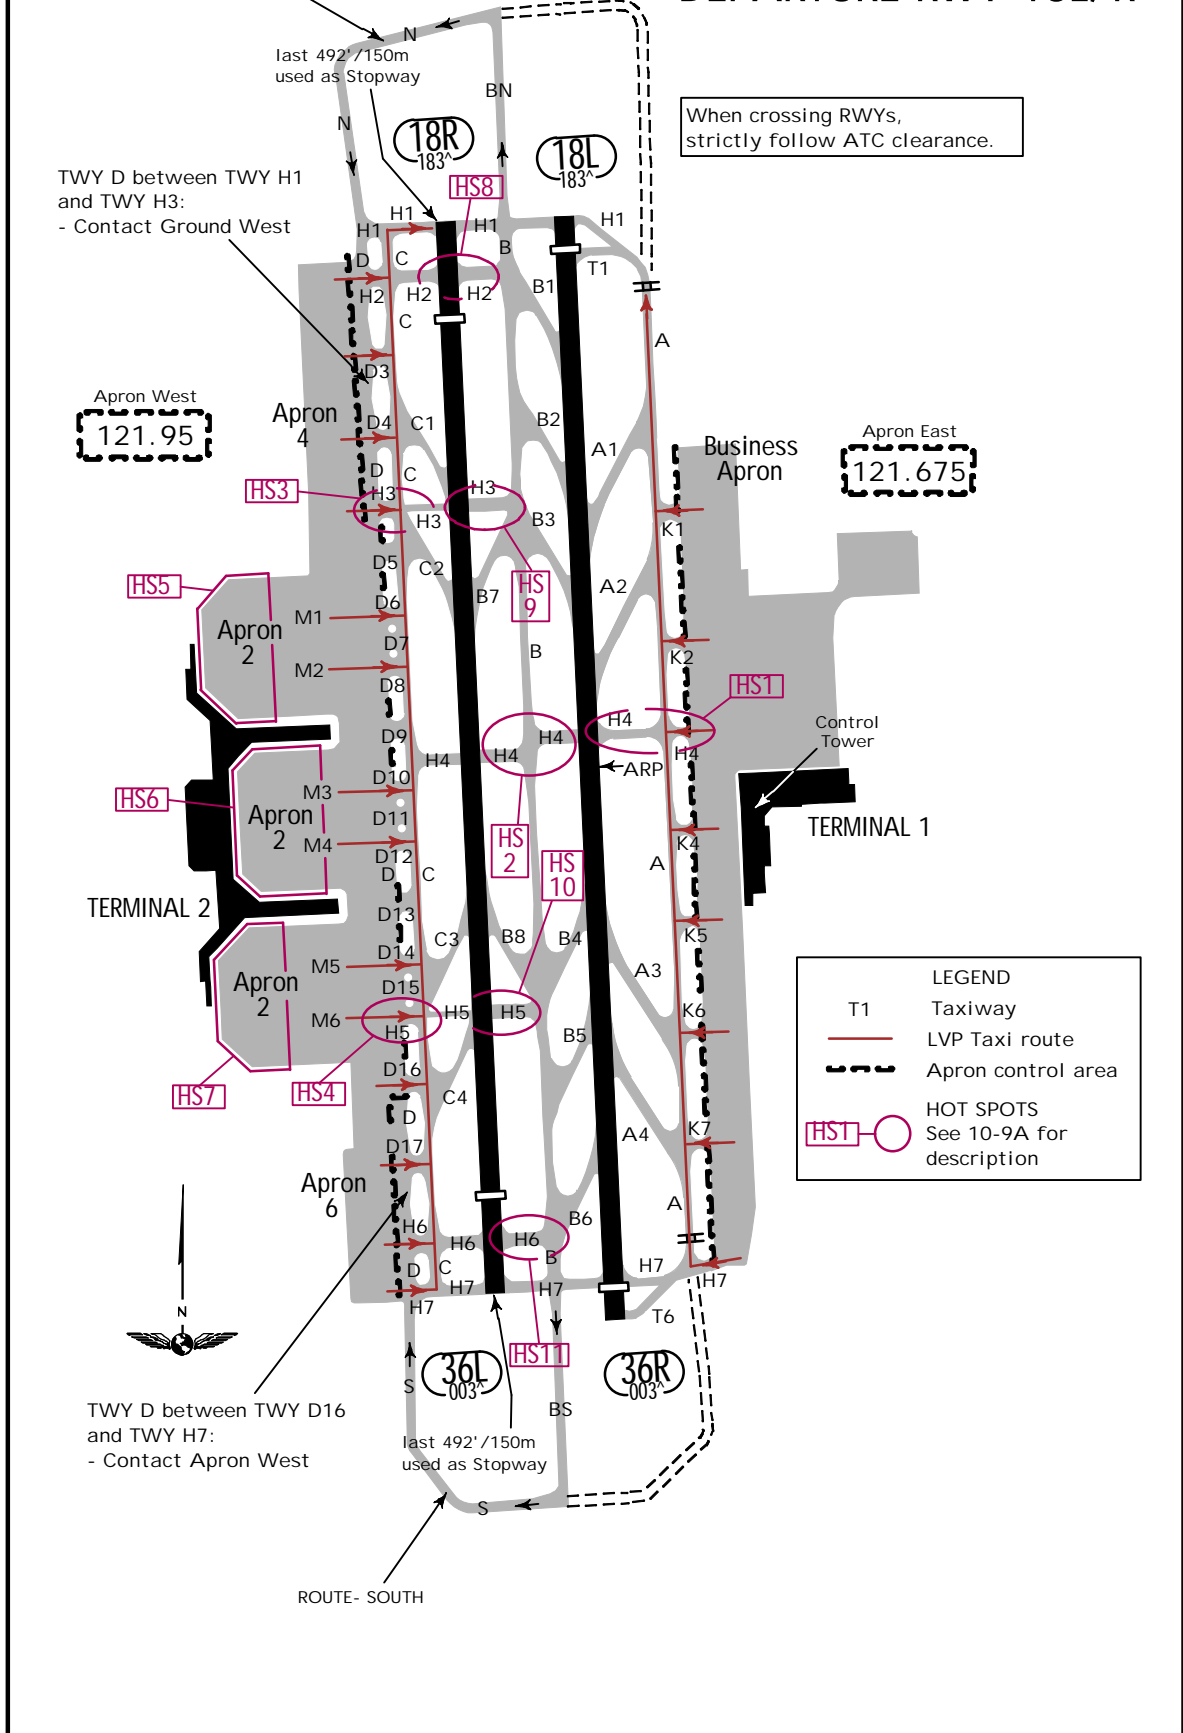 N
last 492'/150m
used as Stopway
BN
When crossing RWYs,
strictly follow ATC clearance.
N
18R
183^
18L
183^
TWY D between TWY H1
and TWY H3:
- Contact Ground West
HS8
H1
H1
H1
H1
D
C
B
T1
H2
H2
H2
B1
C
A
D3
Apron West
121.95
Apron
4
D4
C1
B2
A1
Business
Apron
Apron East
121.675
D
C
HS3
H3
H3
H3
B3
K1
D5
C2
HS5
HS
9
A2
D6
B7
M1
Apron
2
D7
B
K2
M2
D8
HS1
H4
Control
Tower
D9
H4
H4
H4
H4
ARP
D10
HS6
M3
Apron
2
D11
TERMINAL 1
M4
HS
2
K4
D12
D
C
HS
10
A
TERMINAL 2
D13
K5
C3
B8
B4
D14
M5
A3
LEGEND
Apron
2
D15
T1
Taxiway
M6
H5
H5
H5
K6
B5
LVP Taxi route
D16
Apron control area
HS7
HS4
C4
D
HOT SPOTS
HS1
See 10-9A for
description
K7
A4
D17
Apron
6
A
H6
B6
H6
H6
B
D
C
H7
H7
H7
H7
H7
T6
N
HS11
36L
003^
36R
003^
S
TWY D between TWY D16
and TWY H7:
- Contact Apron West
BS
last 492'/150m
used as Stopway
S
ROUTE- SOUTH